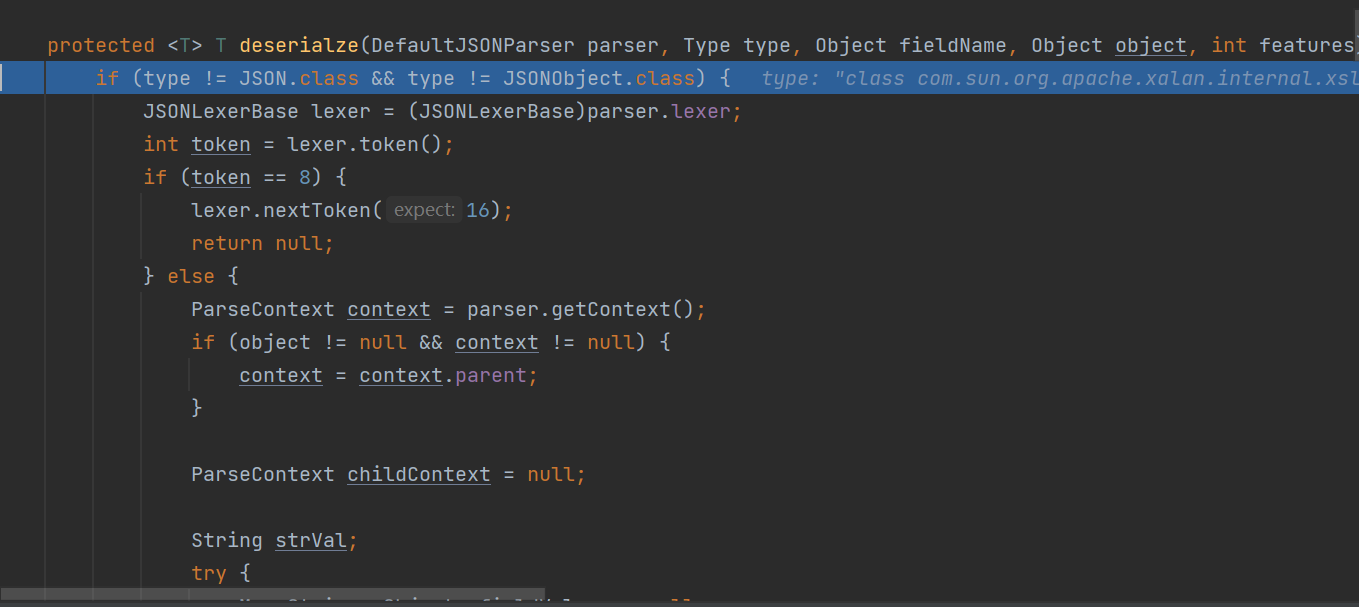 protected <T> T deserialze(DefaultJSONParser parser, Type type, Object fieldName, Object object, int features
if (type != JSON.class && type != JSONObject.class) {   type: "class com.sun.org.apache.xalan.internal.xsl
JSONLexerBase lexer = (JSONLexerBase)parser.lexer;
int token = lexer.token();
if (token == 8) {
lexer.nextToken( expect: 16);
return null;
} else {
ParseContext context = parser.getContext();
if (object != null && context != null) {
context = context.parent;
}
ParseContext childContext = null;
String strVal;
try {